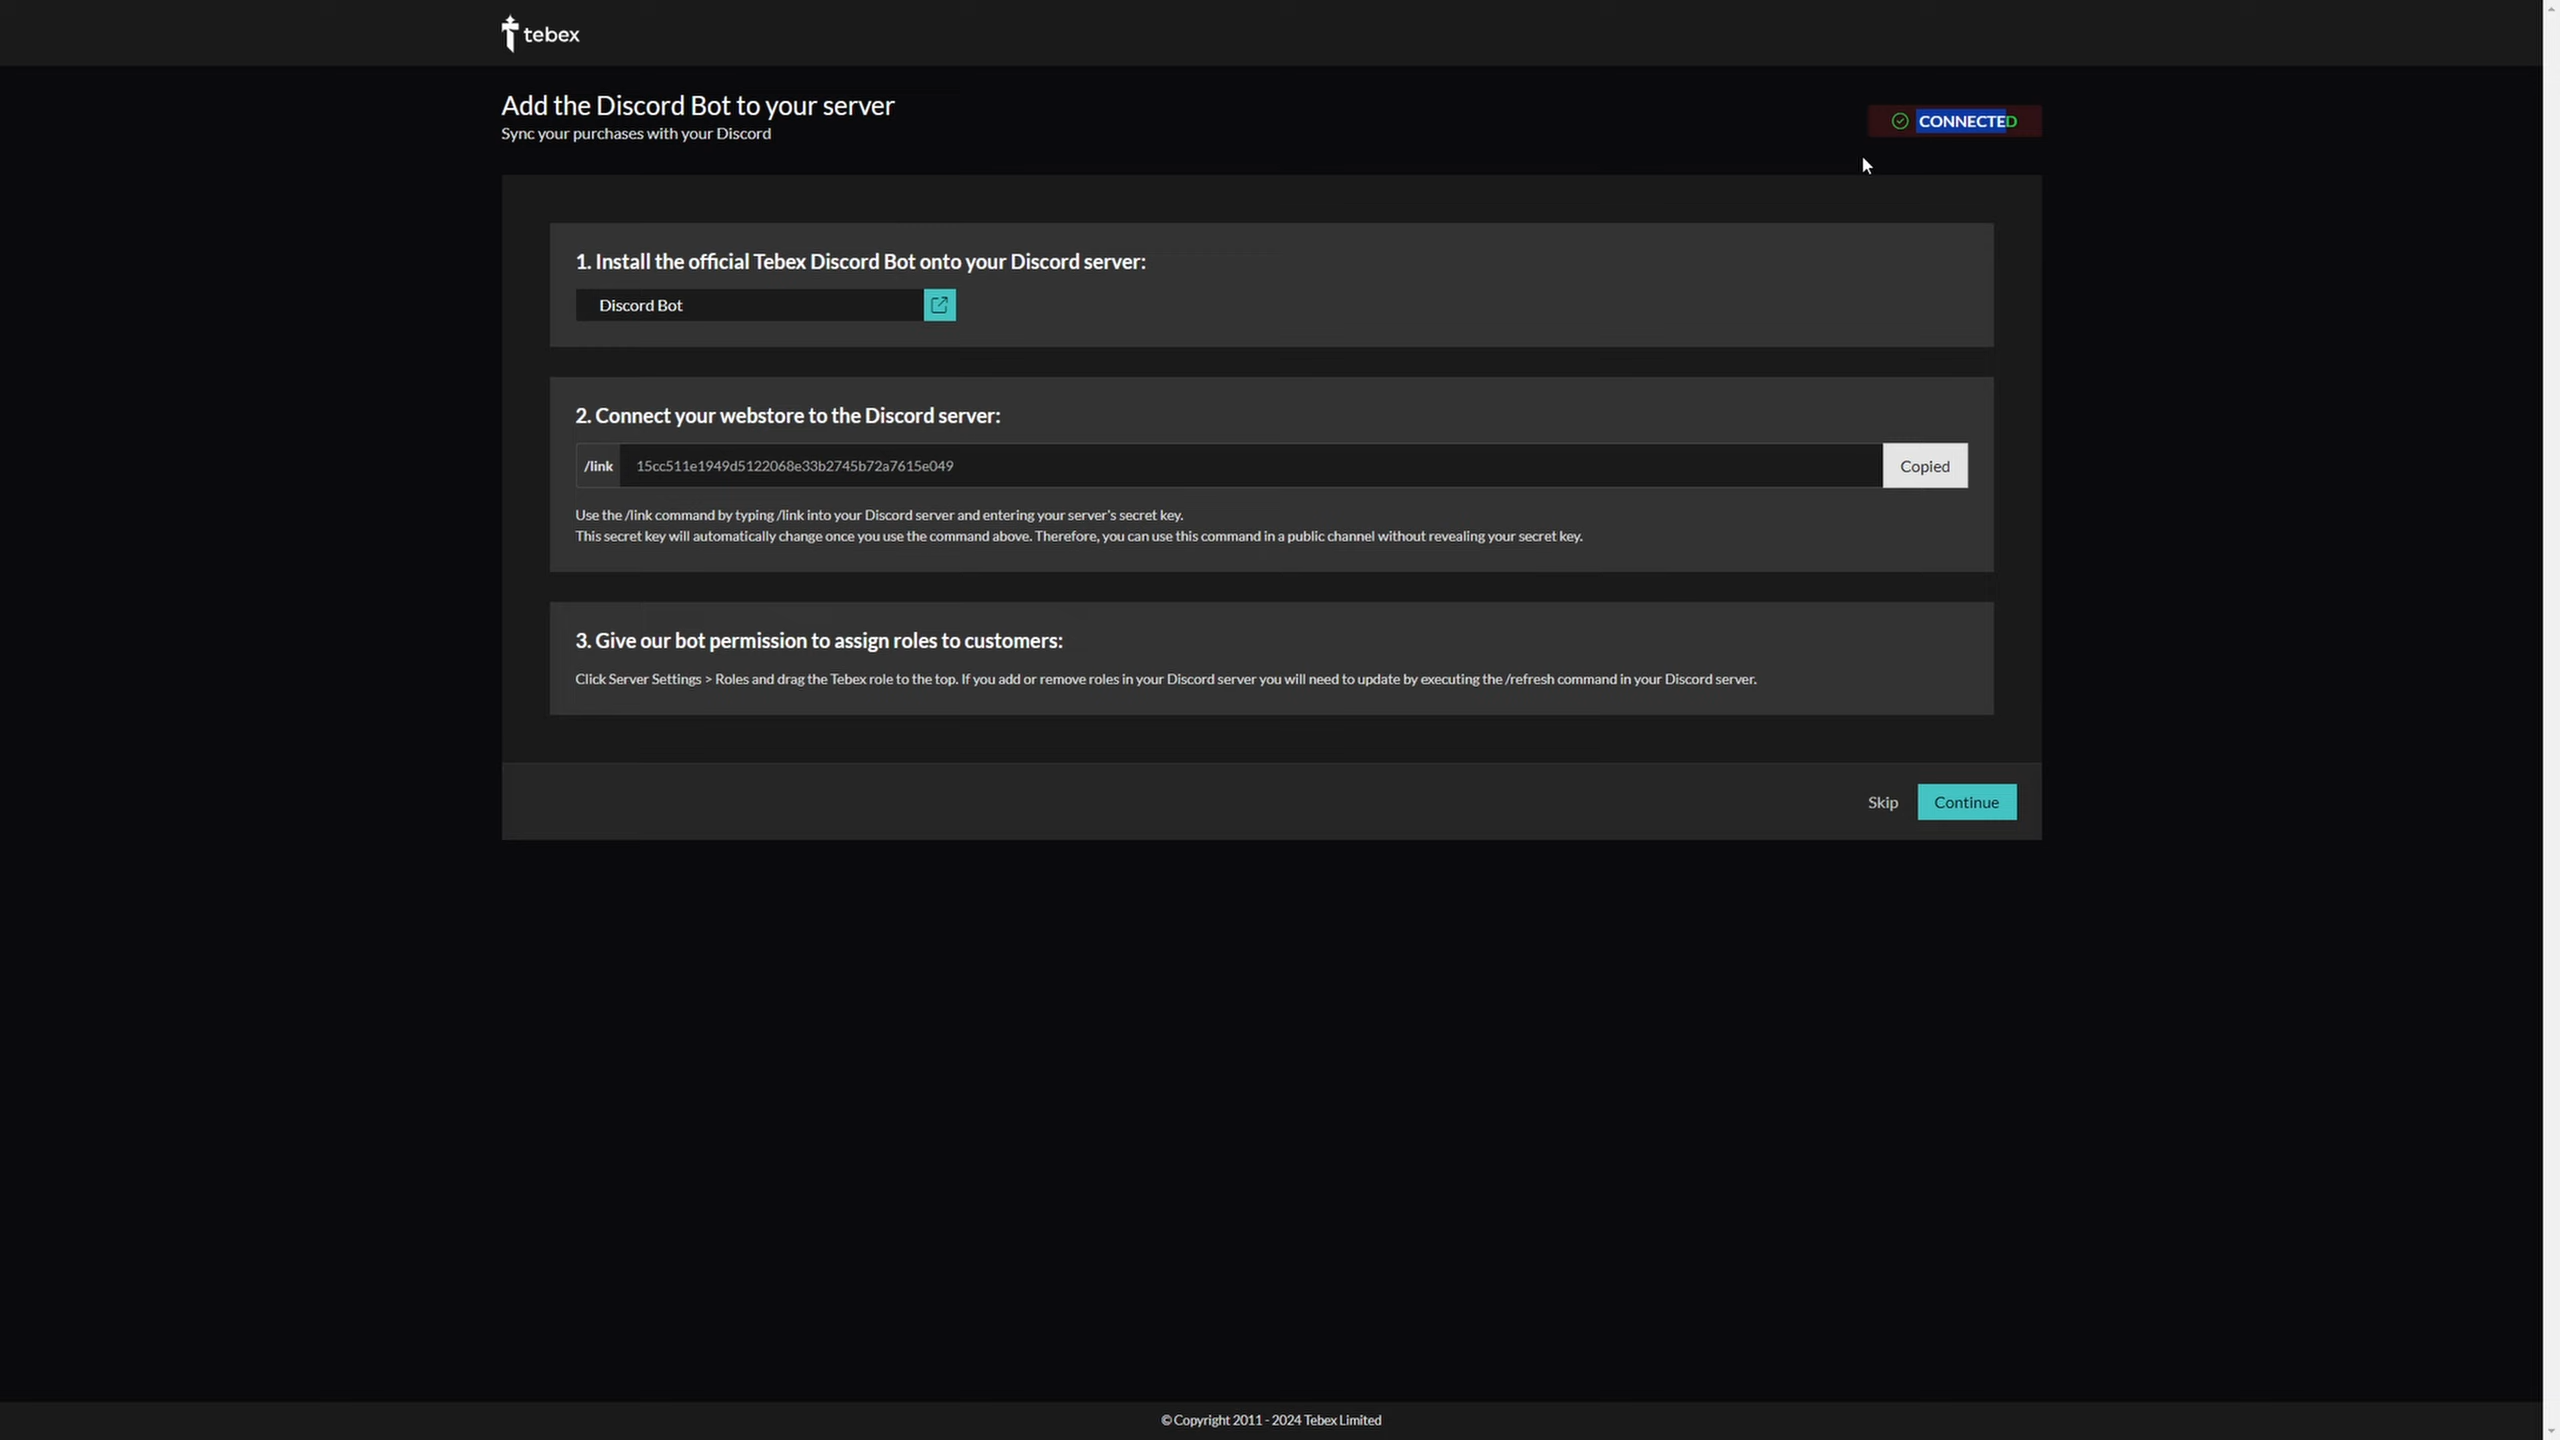 tebex
Add the Discord Bot to your server
Sync your purchases with your Discord
CONNECTED
1. Install the official Tebex Discord Bot onto your Discord server:
Discord Bot
2. Connect your webstore to the Discord server:
/link 15cc511e1949d5122068e33b2745b72a7615e049 Copied
Use the /link command by typing /link into your Discord server and entering your server's secret key.
This secret key will automatically change once you use the command above. Therefore, you can use this command in a public channel without revealing your secret key.
3. Give our bot permission to assign roles to customers:
Click Server Settings > Roles and drag the Tebex role to the top. If you add or remove roles in your Discord server you will need to update by executing the /refresh command in your Discord server.
Skip Continue
© Copyright 2011 - 2024 Tebex Limited